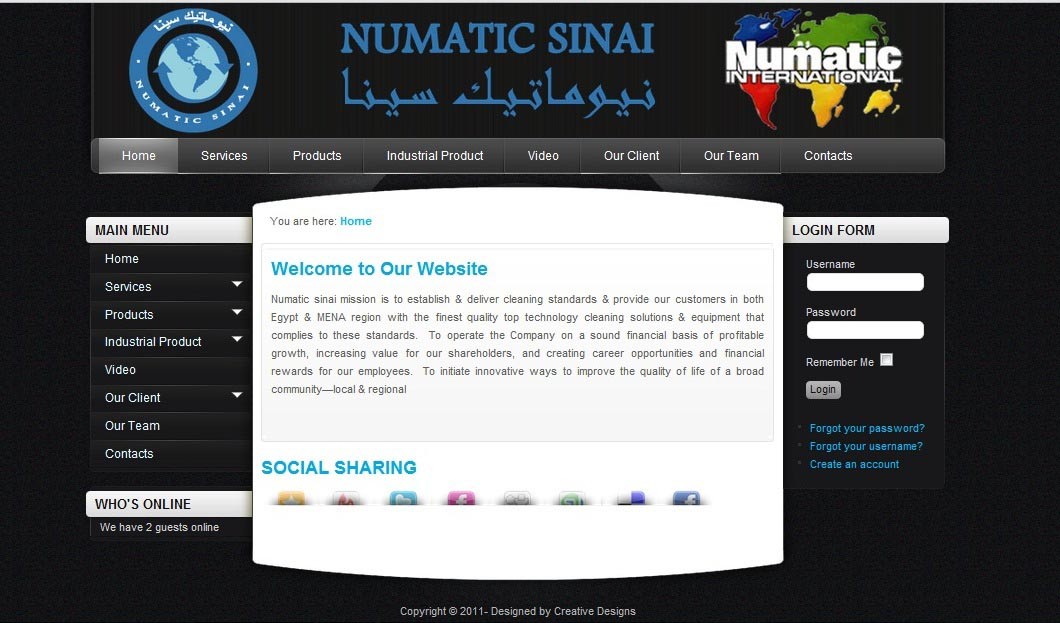 نيوماتيك سينا
NUMATIC SINAI
NUMATIC SINAI
نيوماتيك سينا
Numatic
INTERNATIONAL
Home Services Products Industrial Product Video Our Client Our Team Contacts
MAIN MENU
Home
Services
Products
Industrial Product
Video
Our Client
Our Team
Contacts
WHO'S ONLINE
We have 2 guests online
You are here: Home
Welcome to Our Website
Numatic sinai mission is to establish & deliver cleaning standards & provide our customers in both
Egypt & MENA region with the finest quality top technology cleaning solutions & equipment that
complies to these standards. To operate the Company on a sound financial basis of profitable
growth, increasing value for our shareholders, and creating career opportunities and financial
rewards for our employees. To initiate innovative ways to improve the quality of life of a broad
community—local & regional
SOCIAL SHARING
LOGIN FORM
Username
Password
Remember Me
Login
Forgot your password?
Forgot your username?
Create an account
Copyright © 2011- Designed by Creative Designs